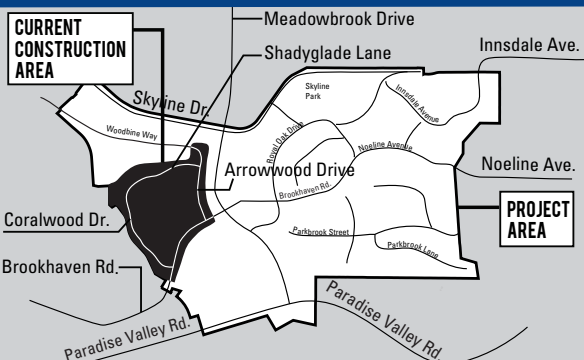 CURRENT
CONSTRUCTION
AREA
Meadowbrook Drive
Shadyglade Lane
Innsdale Ave.
Skyline Dr.
Skyline
Park
Innsdale Avenue
Woodbine Way
Royel Oak Drive
Noeline Avenue
Arrowwood Drive
Noeline Ave.
Brookhaven Rd.
PROJECT
AREA
Coralwood Dr.
Parkbrook Street
Parkbrook Lane
Brookhaven Rd.
Paradise Valley Rd.
Paradise Valley Rd.